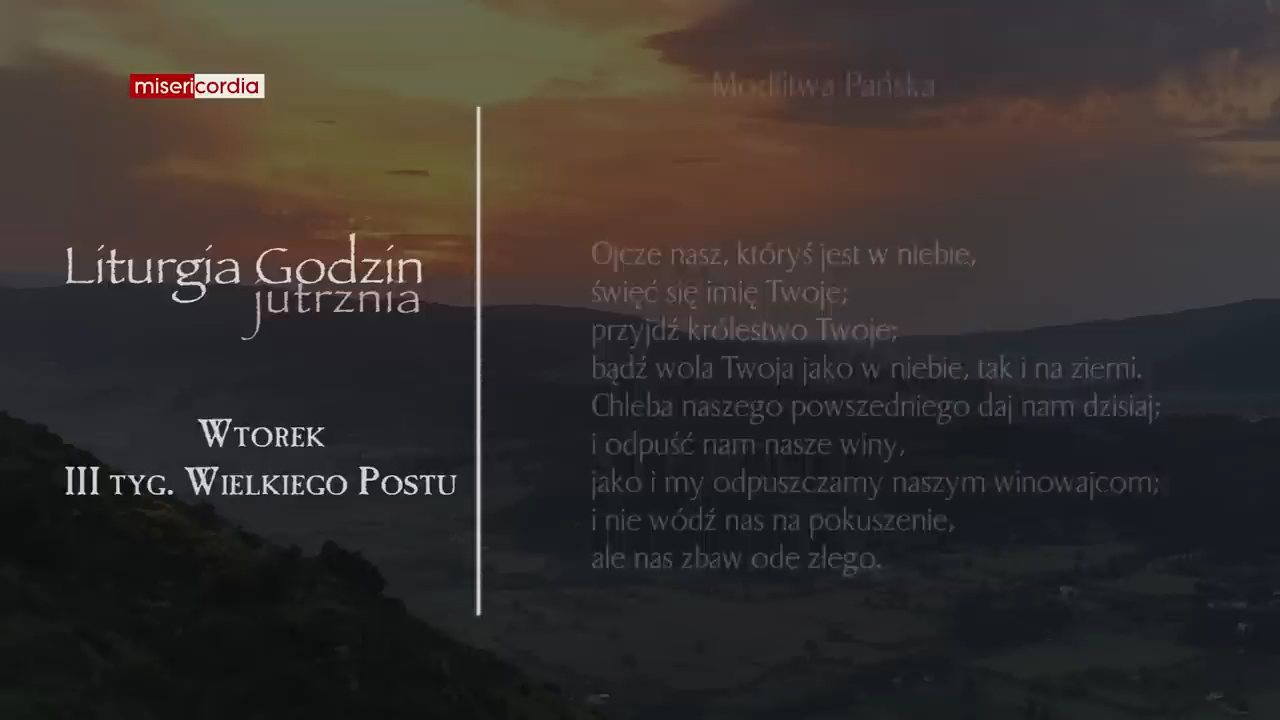 misericordia
Liturgia Godzin
jutrznia
Wtorek
III tyg. Wielkiego Postu
Modlitwa Pańska
Ojcze nasz, któryś jest w niebie,
święć się imię Twoje;
przyjdź królestwo Twoje;
bądź wola Twoja jako w niebie, tak i na ziemi.
Chleba naszego powszedniego daj nam dzisiaj;
i odpuść nam nasze winy,
jako i my odpuszczamy naszym winowajcom;
i nie wódź nas na pokuszenie,
ale nas zbaw ode złego.